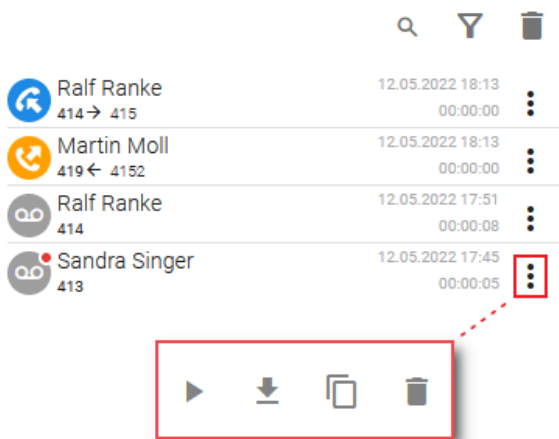 Ralf Ranke 12.05.2022 18:13
414→ 415 00:00:00
Martin Moll 12.05.2022 18:13
419← 4152 00:00:00
Ralf Ranke 12.05.2022 17:51
414 00:00:08
Sandra Singer 12.05.2022 17:45
413 00:00:05